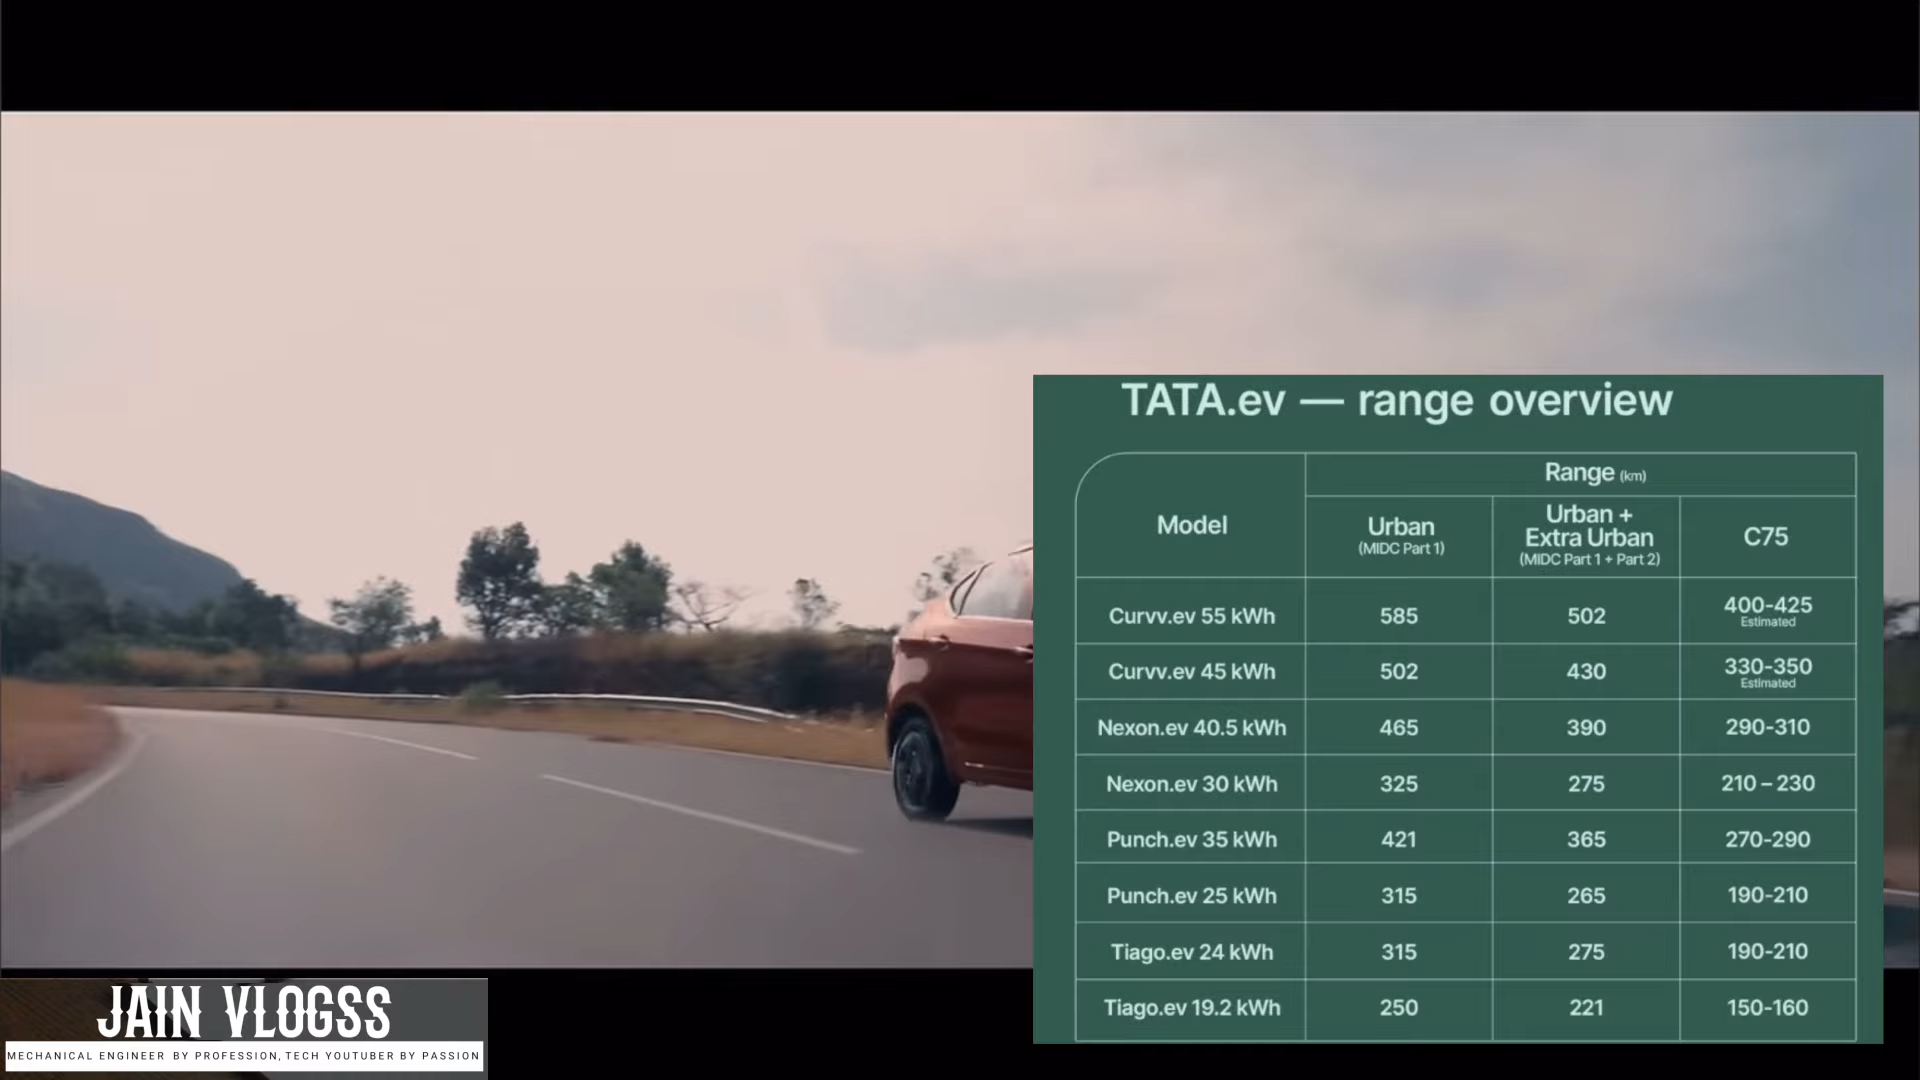 TATA.ev — range overview
Range (km)
Model
Urban
(MIDC Part 1)
Urban +
Extra Urban
(MIDC Part 1 + Part 2)
C75
Curvv.ev 55 kWh 585 502 400-425
Estimated
Curvv.ev 45 kWh 502 430 330-350
Estimated
Nexon.ev 40.5 kWh 465 390 290-310
Nexon.ev 30 kWh 325 275 210 – 230
Punch.ev 35 kWh 421 365 270-290
Punch.ev 25 kWh 315 265 190-210
Tiago.ev 24 kWh 315 275 190-210
Tiago.ev 19.2 kWh 250 221 150-160
JAIN VLOGSS
MECHANICAL ENGINEER BY PROFESSION, TECH YOUTUBER BY PASSION